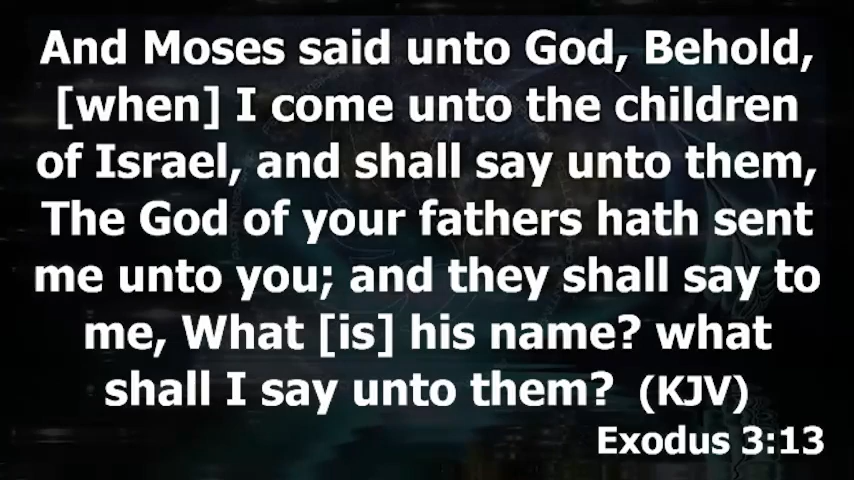 And Moses said unto God, Behold,
[when] I come unto the children
of Israel, and shall say unto them,
The God of your fathers hath sent
me unto you; and they shall say to
me, What [is] his name? what
shall I say unto them? (KJV)
Exodus 3:13